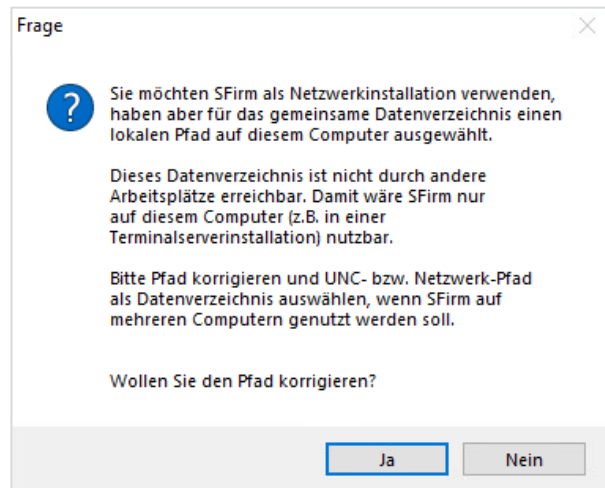 Frage
Sie möchten SFirm als Netzwerkinstallation verwenden,
haben aber für das gemeinsame Datenverzeichnis einen
lokalen Pfad auf diesem Computer ausgewählt.
Dieses Datenverzeichnis ist nicht durch andere
Arbeitsplätze erreichbar. Damit wäre SFirm nur
auf diesem Computer (z.B. in einer
Terminalserverinstallation) nutzbar.
Bitte Pfad korrigieren und UNC- bzw. Netzwerk-Pfad
als Datenverzeichnis auswählen, wenn SFirm auf
mehreren Computern genutzt werden soll.
Wollen Sie den Pfad korrigieren?
Ja Nein